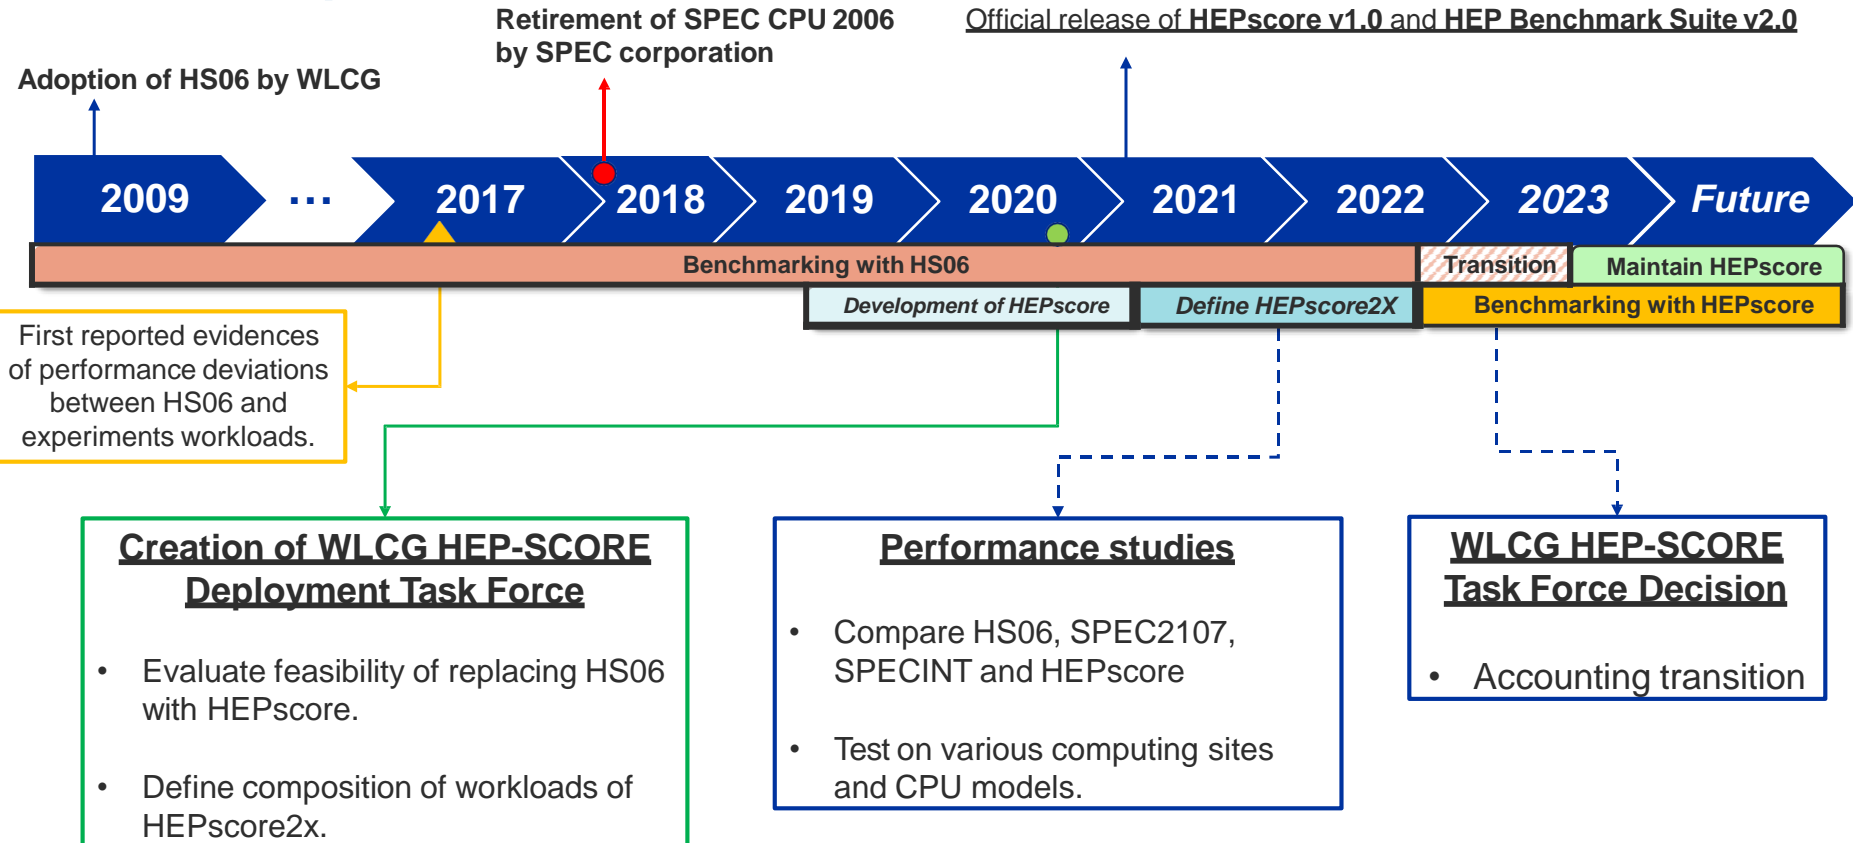 Retirement of SPEC CPU 2006
by SPEC corporation
Official release of HEPscore v1.0 and HEP Benchmark Suite v2.0
Adoption of HS06 by WLCG
2009
...
2017
2018
2019
2020
2021
2022
2023
Future
Benchmarking with HS06
Transition
Maintain HEPscore
Development of HEPscore
Define HEPscore2X
Benchmarking with HEPscore
First reported evidences
of performance deviations
between HS06 and
experiments workloads.
Creation of WLCG HEP-SCORE
Deployment Task Force
• Evaluate feasibility of replacing HS06
with HEPscore.
• Define composition of workloads of
HEPscore2x.
Performance studies
• Compare HS06, SPEC2107,
SPECINT and HEPscore
• Test on various computing sites
and CPU models.
WLCG HEP-SCORE
Task Force Decision
• Accounting transition